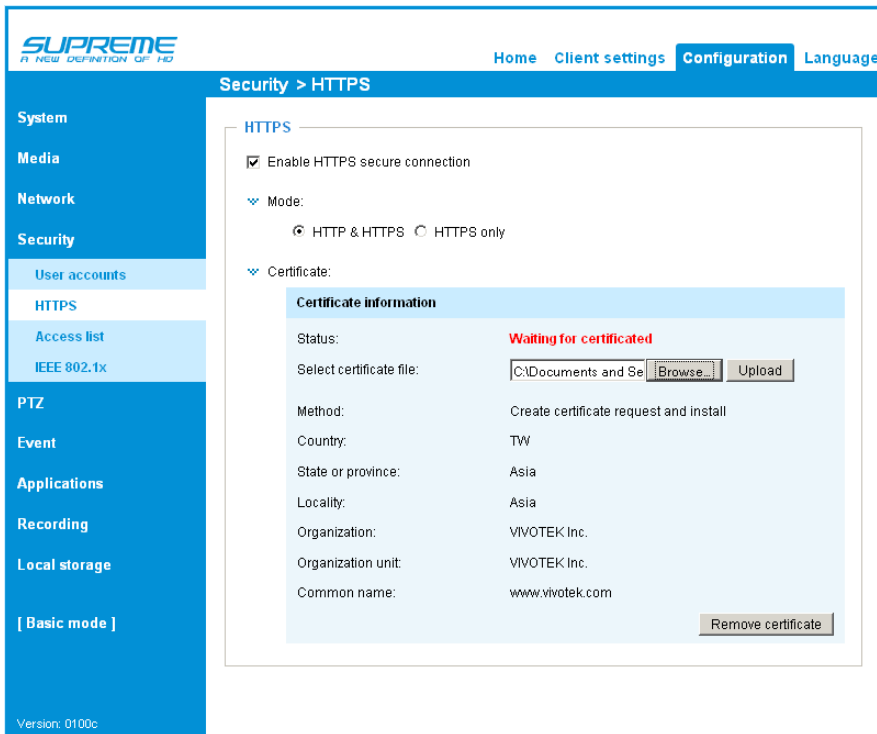 SUPREME
A NEW DEFINITION OF HD
Home Client settings Configuration Language
Security > HTTPS
System
Media
Network
Security
User accounts
HTTPS
Access list
IEEE 802.1x
PTZ
Event
Applications
Recording
Local storage
[ Basic mode ]
Version: 0100c
HTTPS
Enable HTTPS secure connection
Mode:
HTTP & HTTPS HTTPS only
Certificate:
Certificate information
Status: Waiting for certificated
Select certificate file: C:\Documents and Se Browse... Upload
Method: Create certificate request and install
Country: TW
State or province: Asia
Locality: Asia
Organization: VIVOTEK Inc.
Organization unit: VIVOTEK Inc.
Common name: www.vivotek.com
Remove certificate